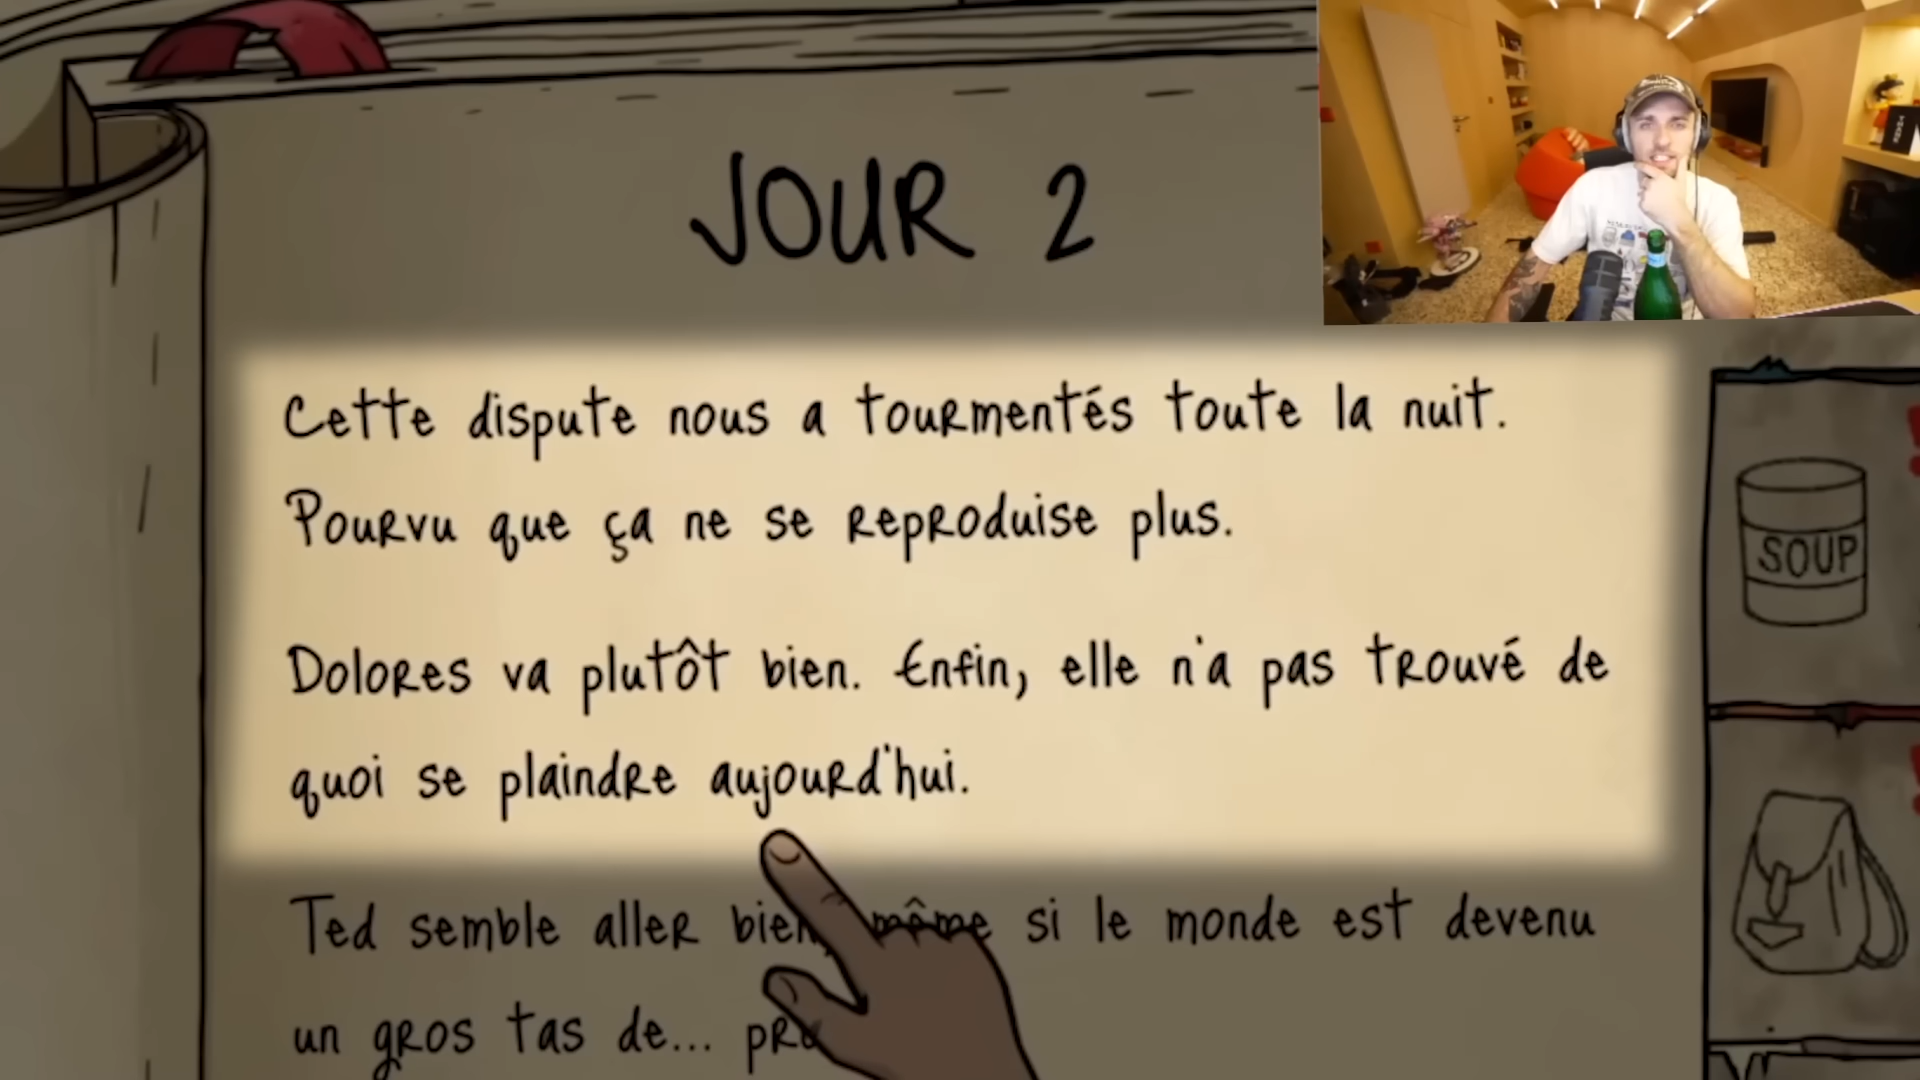 JOUR 2
Cette dispute nous a tourmentés toute la nuit.
Pourvu que ça ne se reproduise plus.
Dolores va plutôt bien. Enfin, elle n'a pas trouvé de
quoi se plaindre aujourd'hui.
Ted semble aller bien, même si le monde est devenu
un gros tas de...
SOUP